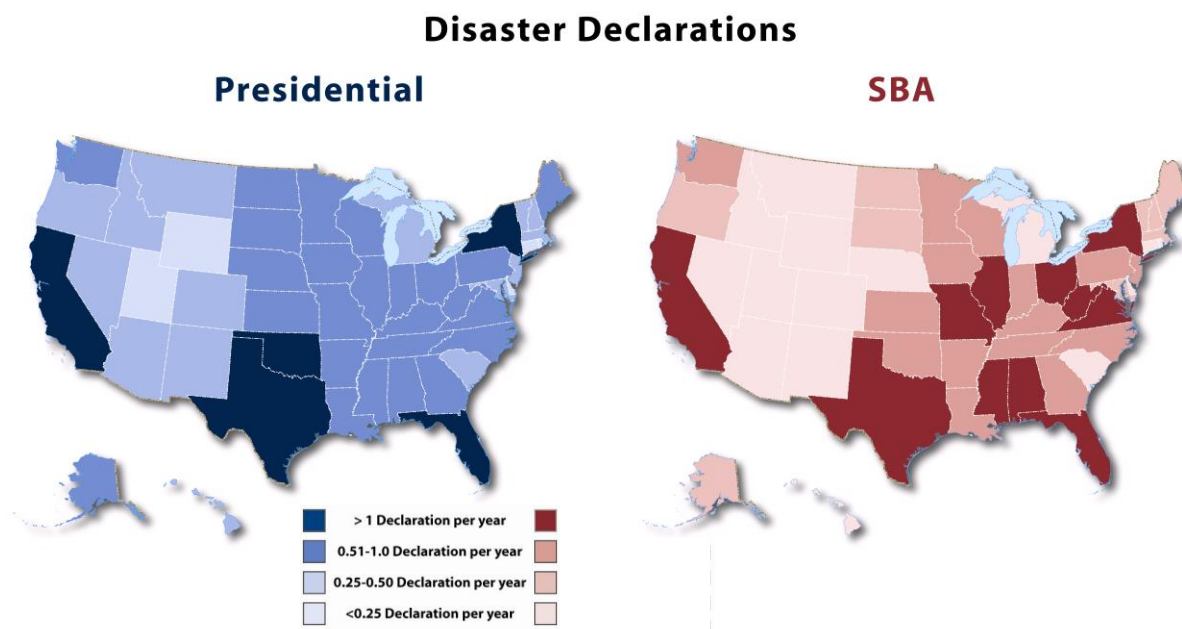 Disaster Declarations
Presidential
SBA
> 1 Declaration per year
0.51-1.0 Declaration per year
0.25-0.50 Declaration per year
<0.25 Declaration per year